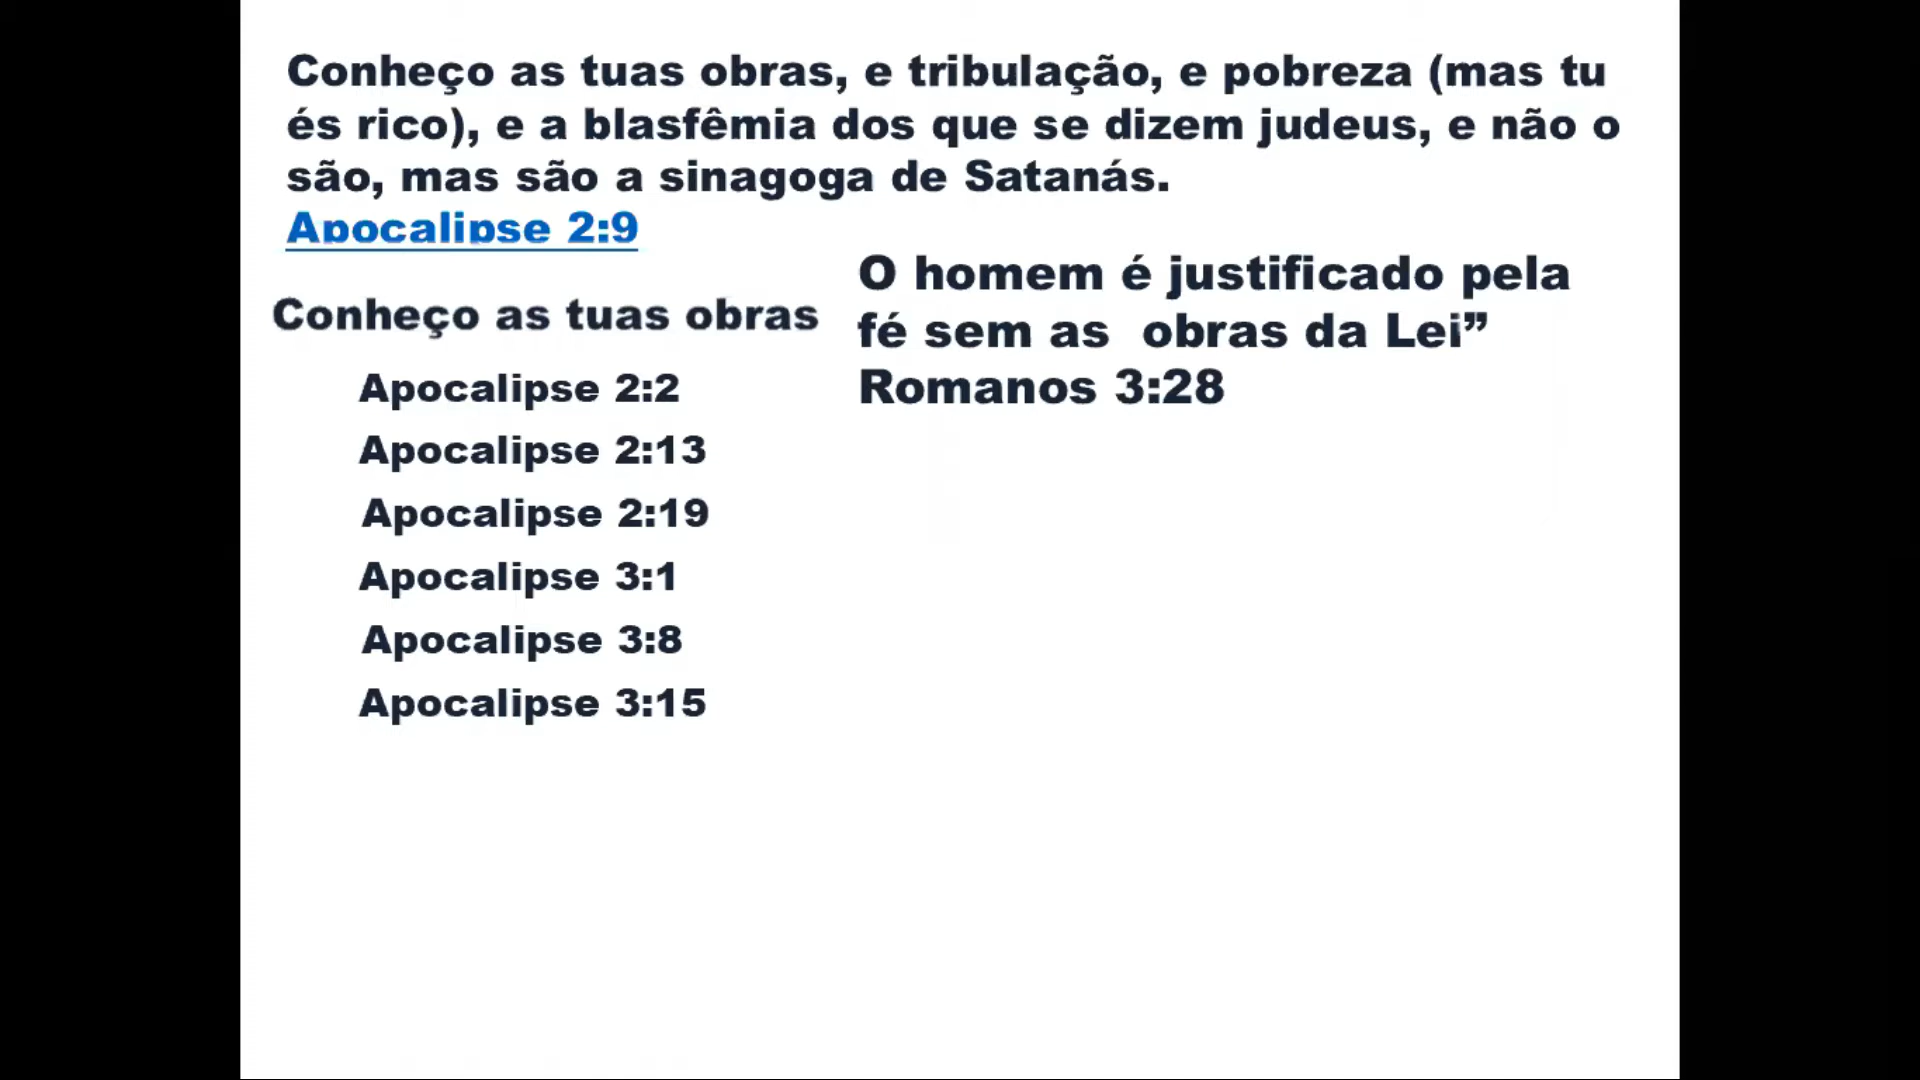 Conheço as tuas obras, e tribulação, e pobreza (mas tu
és rico), e a blasfêmia dos que se dizem judeus, e não o
são, mas são a sinagoga de Satanás.
Apocalipse 2:9
Conheço as tuas obras
Apocalipse 2:2
Apocalipse 2:13
Apocalipse 2:19
Apocalipse 3:1
Apocalipse 3:8
Apocalipse 3:15
O homem é justificado pela
fé sem as  obras da Lei”
Romanos 3:28